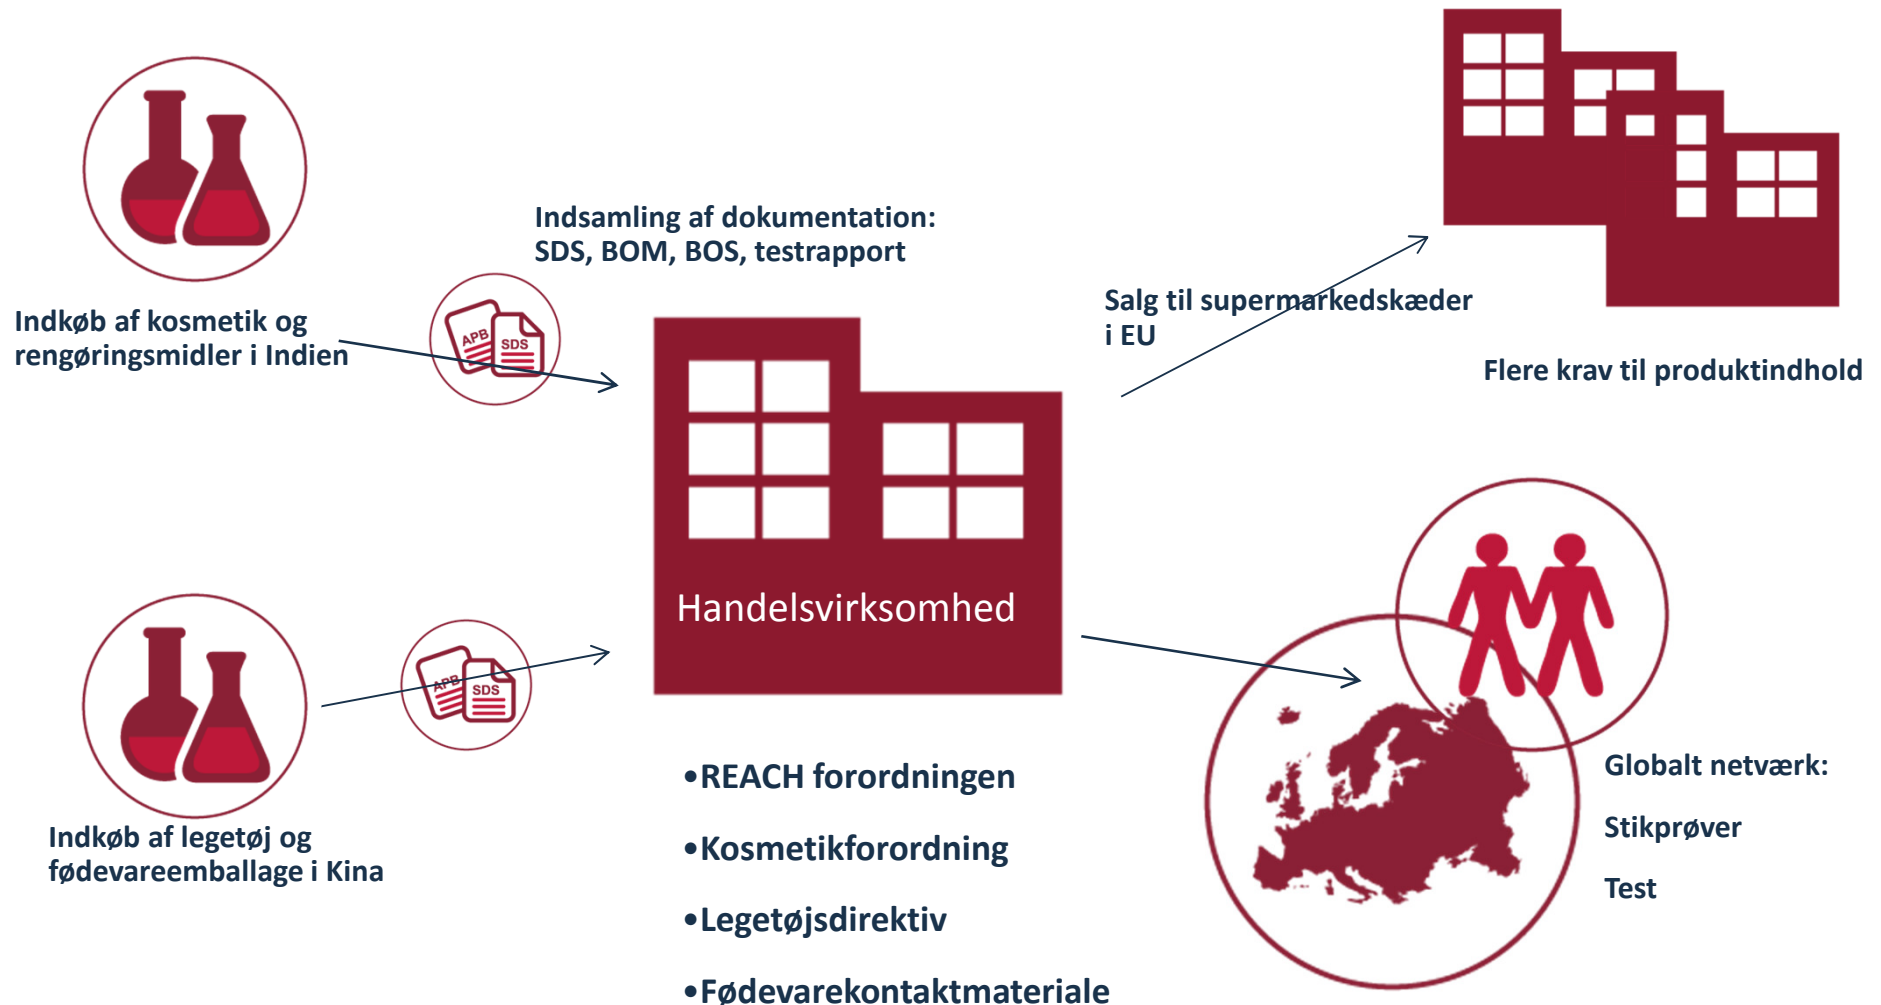 Indsamling af dokumentation:
SDS, BOM, BOS, testrapport
Indkøb af kosmetik og
rengøringsmidler i Indien
APB
SDS
Salg til supermarkedskæder
i EU
Flere krav til produktindhold
Handelsvirksomhed
Indkøb af legetøj og
fødevareemballage i Kina
APB
SDS
•REACH forordningen
•Kosmetikforordning
•Legetøjsdirektiv
•Fødevarekontaktmateriale
Globalt netværk:
Stikprøver
Test